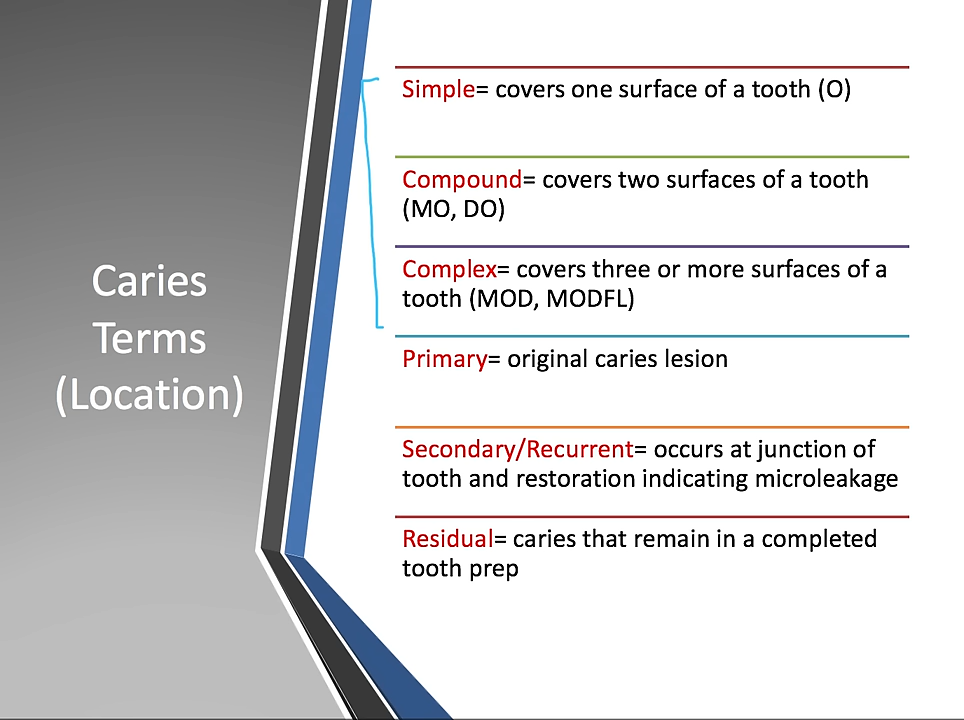 Caries
Terms
(Location)
Simple= covers one surface of a tooth (O)
Compound= covers two surfaces of a tooth
(MO, DO)
Complex= covers three or more surfaces of a
tooth (MOD, MODFL)
Primary= original caries lesion
Secondary/Recurrent= occurs at junction of
tooth and restoration indicating microleakage
Residual= caries that remain in a completed
tooth prep